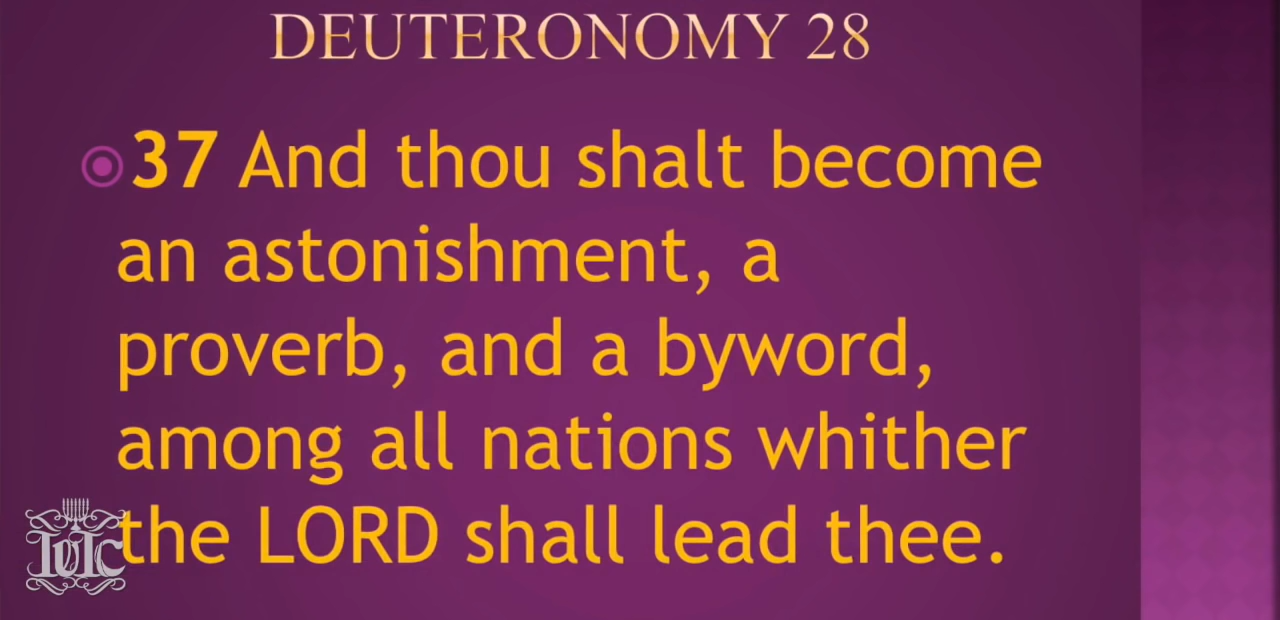 DEUTERONOMY 28
37 And thou shalt become
an astonishment, a
proverb, and a byword,
among all nations whither
the LORD shall lead thee.
IUIC